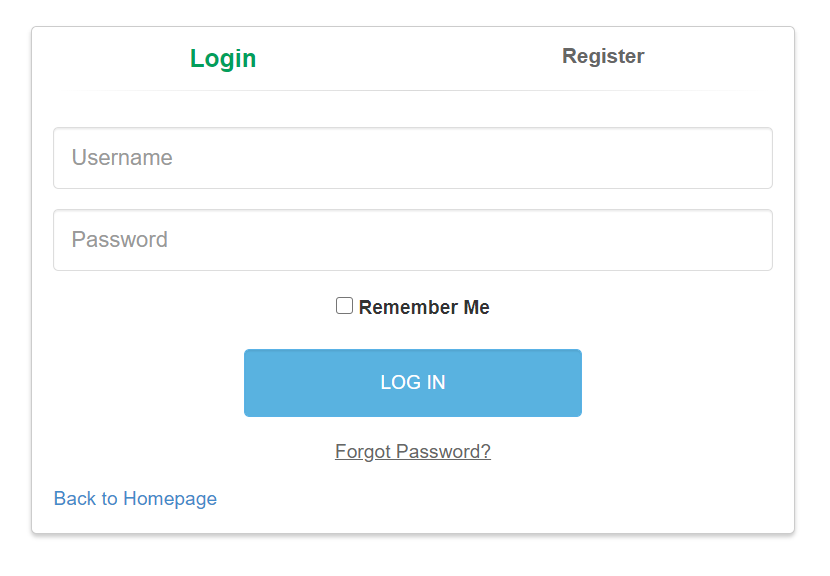 Login Register
Username
Password
Remember Me
LOG IN
Forgot Password?
Back to Homepage